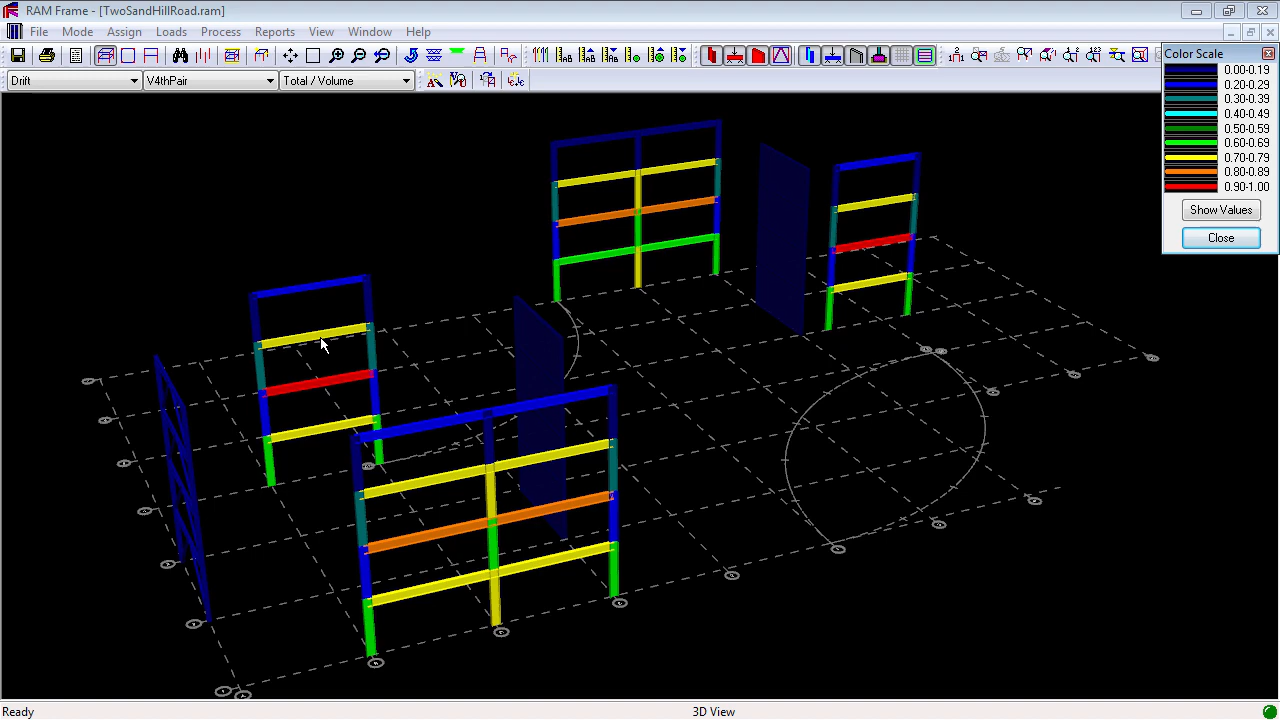 RAM Frame - [TwoSandHillRoad.ram]
File Mode Assign Loads Process Reports View Window Help
Drift V4thPair Total / Volume
Color Scale
0.00-0.19
0.20-0.29
0.30-0.39
0.40-0.49
0.50-0.59
0.60-0.69
0.70-0.79
0.80-0.89
0.90-1.00
Show Values
Close
Ready 3D View